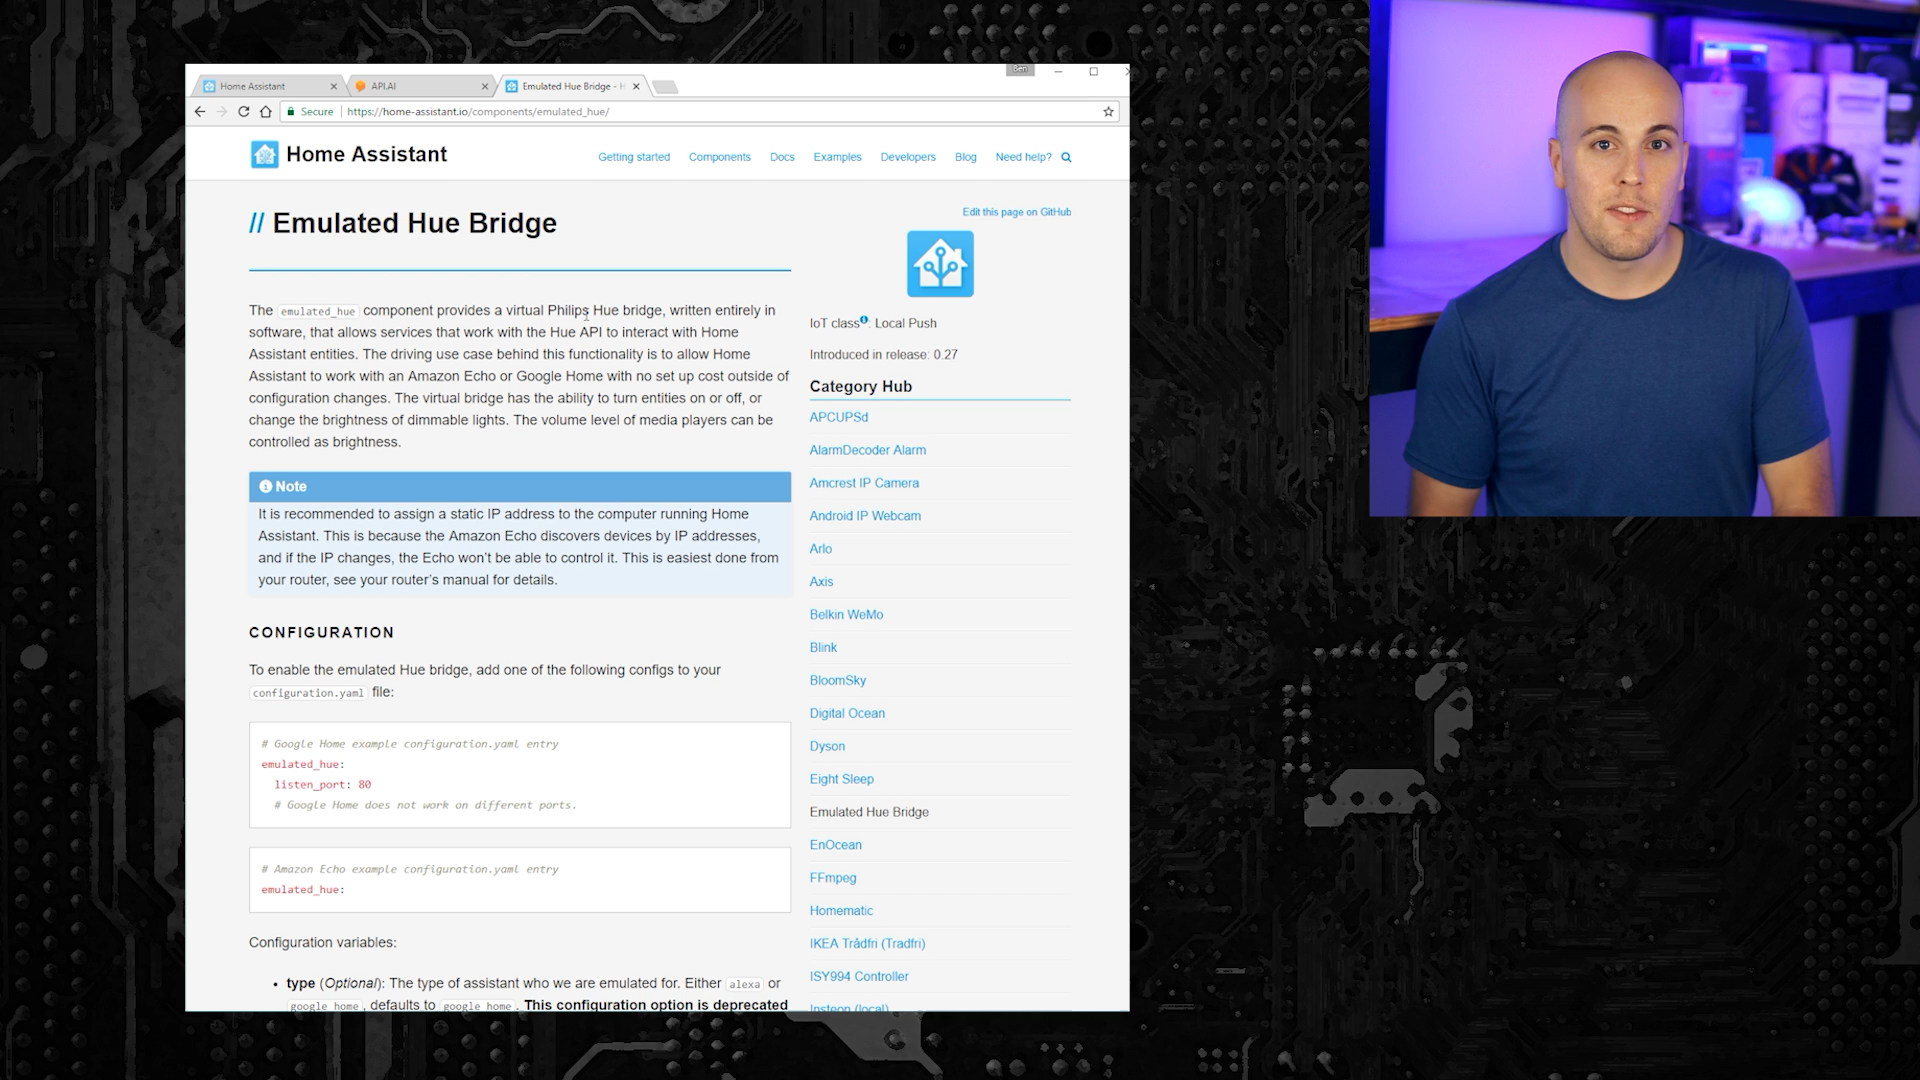 Ben
Home Assistant
API.AI
Emulated Hue Bridge - H
Secure | https://home-assistant.io/components/emulated_hue/
Home Assistant
Getting started Components Docs Examples Developers Blog Need help?
// Emulated Hue Bridge
Edit this page on GitHub
The emulated_hue component provides a virtual Philips Hue bridge, written entirely in
software, that allows services that work with the Hue API to interact with Home
Assistant entities. The driving use case behind this functionality is to allow Home
Assistant to work with an Amazon Echo or Google Home with no set up cost outside of
configuration changes. The virtual bridge has the ability to turn entities on or off, or
change the brightness of dimmable lights. The volume level of media players can be
controlled as brightness.
Note
It is recommended to assign a static IP address to the computer running Home
Assistant. This is because the Amazon Echo discovers devices by IP addresses,
and if the IP changes, the Echo won't be able to control it. This is easiest done from
your router, see your router's manual for details.
CONFIGURATION
To enable the emulated Hue bridge, add one of the following configs to your
configuration.yaml file:
# Google Home example configuration.yaml entry
emulated_hue:
listen_port: 80
# Google Home does not work on different ports.
# Amazon Echo example configuration.yaml entry
emulated_hue:
Configuration variables:
• type (Optional): The type of assistant who we are emulated for. Either alexa or
google_home, defaults to google_home. This configuration option is deprecated
IoT class: Local Push
Introduced in release: 0.27
Category Hub
APCUPSd
AlarmDecoder Alarm
Amcrest IP Camera
Android IP Webcam
Arlo
Axis
Belkin WeMo
Blink
BloomSky
Digital Ocean
Dyson
Eight Sleep
Emulated Hue Bridge
EnOcean
FFmpeg
Homematic
IKEA Trådfri (Tradfri)
ISY994 Controller
Insteon (local)